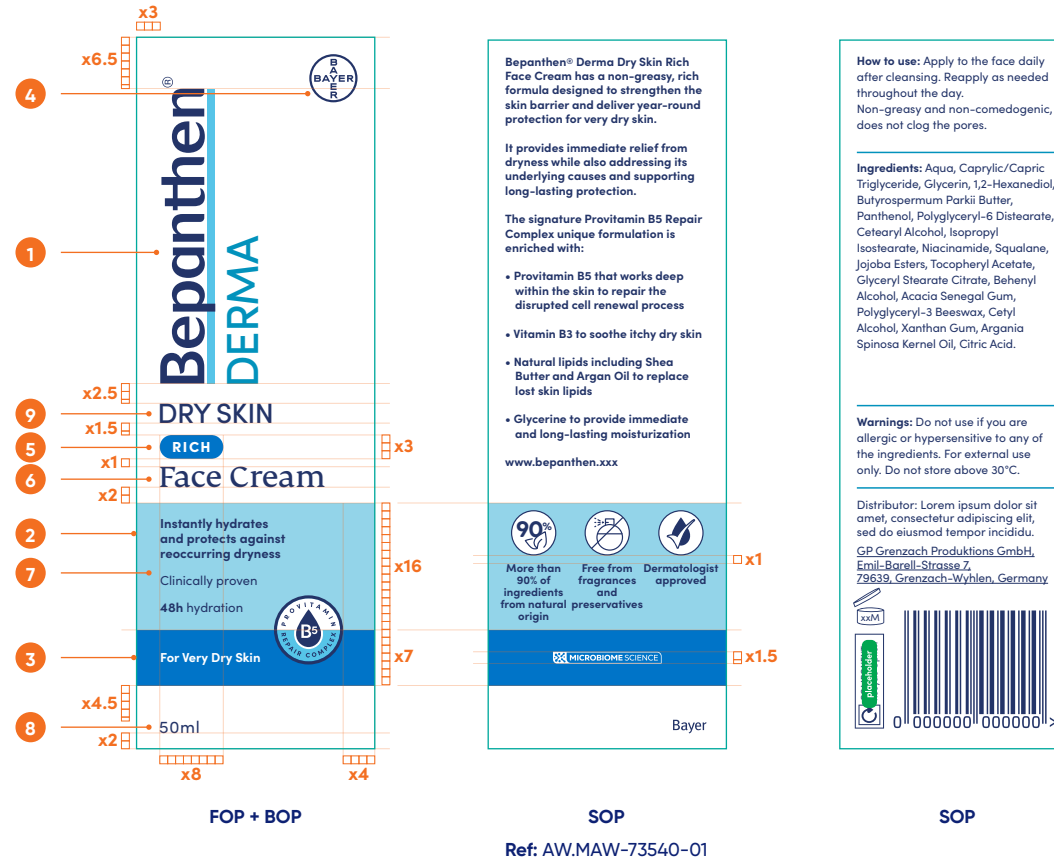 x3
x6.5
4
BAYER
BAYER
Bepanthen®
DERMA
1
x2.5
9
DRY SKIN
x1.5
5
RICH
x3
x1
6
Face Cream
x2
2
Instantly hydrates
and protects against
reoccurring dryness
7
Clinically proven
x16
48h hydration
PROVITAMIN
B5
REPAIR COMPLEX
3
For Very Dry Skin
x7
x4.5
8
50ml
x2
x8
x4
FOP + BOP
Bepanthen® Derma Dry Skin Rich
Face Cream has a non-greasy, rich
formula designed to strengthen the
skin barrier and deliver year-round
protection for very dry skin.
It provides immediate relief from
dryness while also addressing its
underlying causes and supporting
long-lasting protection.
The signature Provitamin B5 Repair
Complex unique formulation is
enriched with:
• Provitamin B5 that works deep
within the skin to repair the
disrupted cell renewal process
• Vitamin B3 to soothe itchy dry skin
• Natural lipids including Shea
Butter and Argan Oil to replace
lost skin lipids
• Glycerine to provide immediate
and long-lasting moisturization
www.bepanthen.xxx
90%
x1
More than
90% of
ingredients
from natural
origin
Free from
fragrances
and
preservatives
Dermatologist
approved
MICROBIOME SCIENCE
x1.5
Bayer
SOP
Ref: AW.MAW-73540-01
How to use: Apply to the face daily
after cleansing. Reapply as needed
throughout the day.
Non-greasy and non-comedogenic,
does not clog the pores.
Ingredients: Aqua, Caprylic/Capric
Triglyceride, Glycerin, 1,2-Hexanediol,
Butyrospermum Parkii Butter,
Panthenol, Polyglyceryl-6 Distearate,
Cetearyl Alcohol, Isopropyl
Isostearate, Niacinamide, Squalane,
Jojoba Esters, Tocopheryl Acetate,
Glyceryl Stearate Citrate, Behenyl
Alcohol, Acacia Senegal Gum,
Polyglyceryl-3 Beeswax, Cetyl
Alcohol, Xanthan Gum, Argania
Spinosa Kernel Oil, Citric Acid.
Warnings: Do not use if you are
allergic or hypersensitive to any of
the ingredients. For external use
only. Do not store above 30°C.
Distributor: Lorem ipsum dolor sit
amet, consectetur adipiscing elit,
sed do eiusmod tempor incididu.
GP Grenzach Produktions GmbH,
Emil-Barell-Strasse 7,
79639, Grenzach-Wyhlen, Germany
xxM
placeholder
0 000000 000000 >
SOP